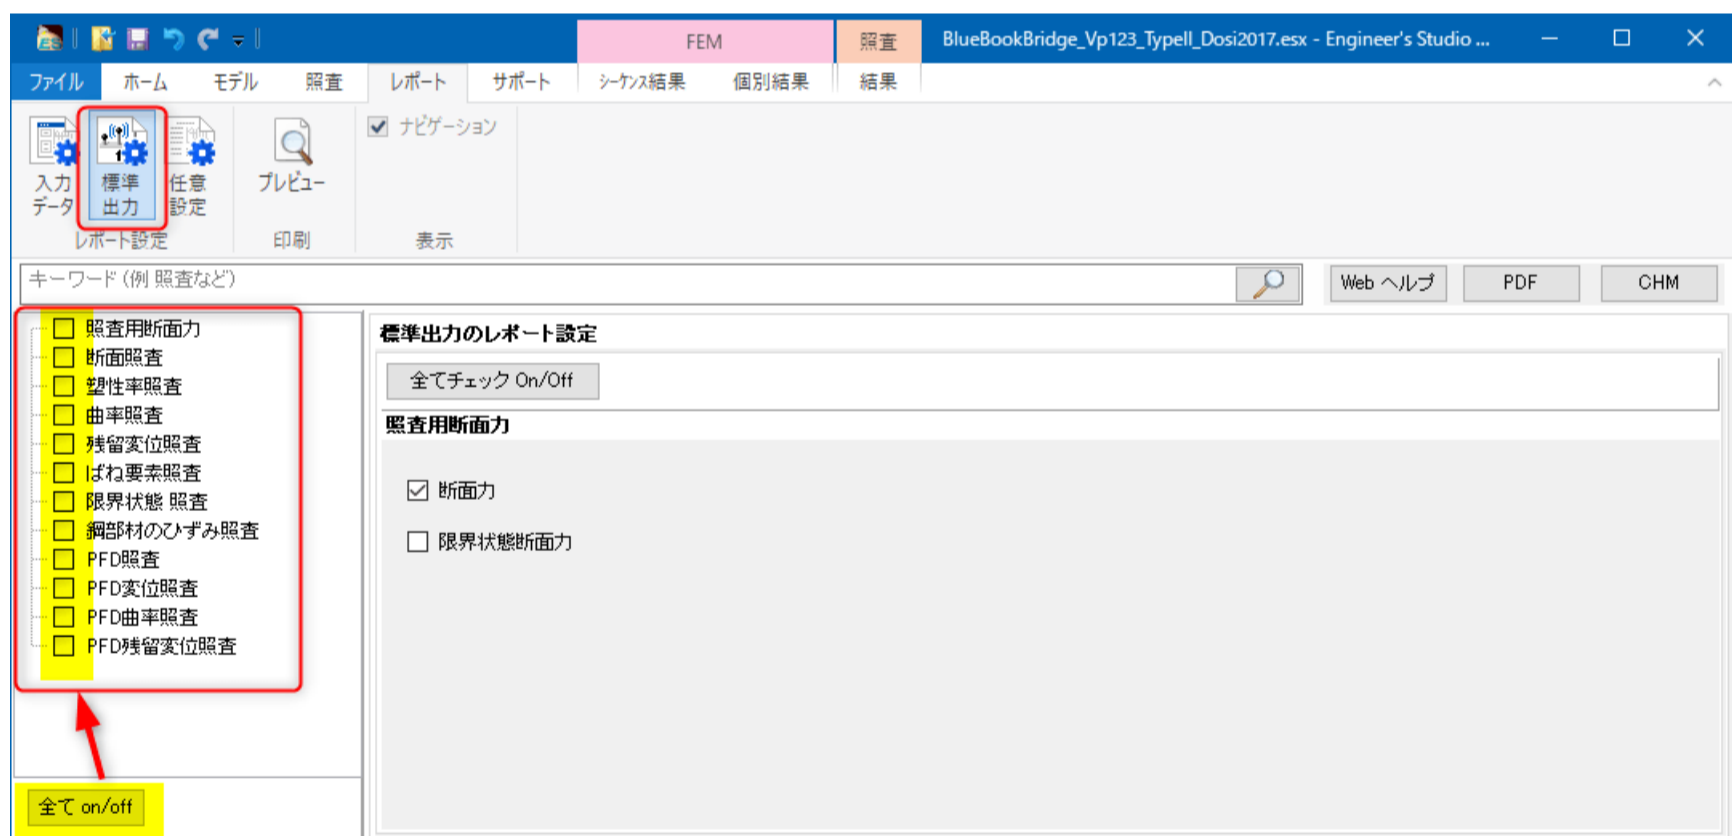 FEM 照査 BlueBookBridge_Vp123_TypeII_Dosi2017.esx - Engineer's Studio ...
ファイル ホーム モデル 照査 レポート サポート シーケンス結果 個別結果 結果
入力データ 標準出力 任意設定 プレビュー ナビゲーション
レポート設定 印刷 表示
キーワード (例 照査など) Web ヘルプ PDF CHM
照査用断面力
断面照査
塑性率照査
曲率照査
残留変位照査
ばね要素照査
限界状態 照査
鋼部材のひずみ照査
PFD照査
PFD変位照査
PFD曲率照査
PFD残留変位照査
全て on/off
標準出力のレポート設定
全てチェック On/Off
照査用断面力
断面力
限界状態断面力